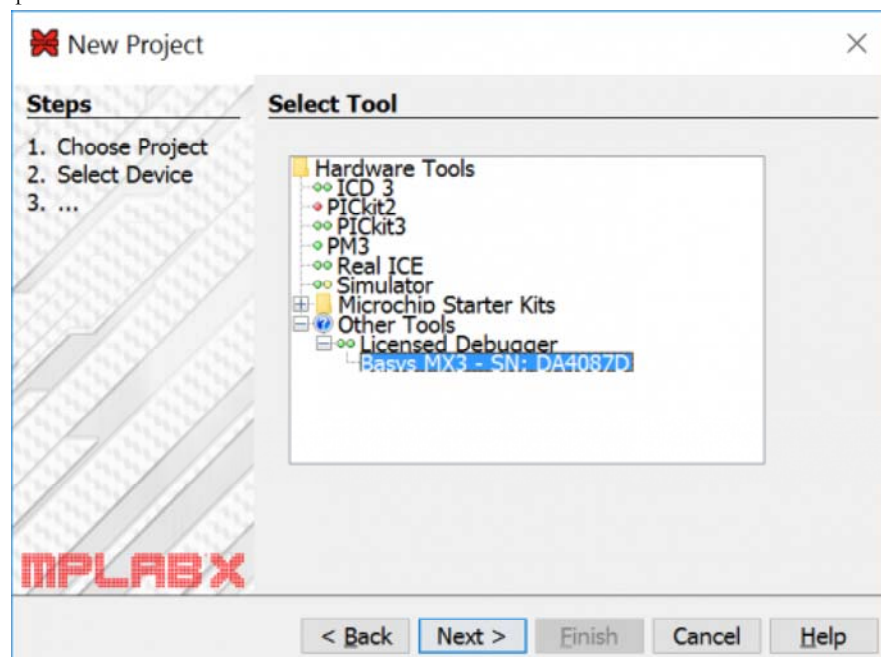 New Project
Steps
1. Choose Project
2. Select Device
3. ...
Select Tool
Hardware Tools
ICD 3
PICkit2
PICkit3
PM3
Real ICE
Simulator
Microchip Starter Kits
Other Tools
Licensed Debugger
Basys MX3 - SN: DA4087D
MPLAB X
< Back
Next >
Finish
Cancel
Help